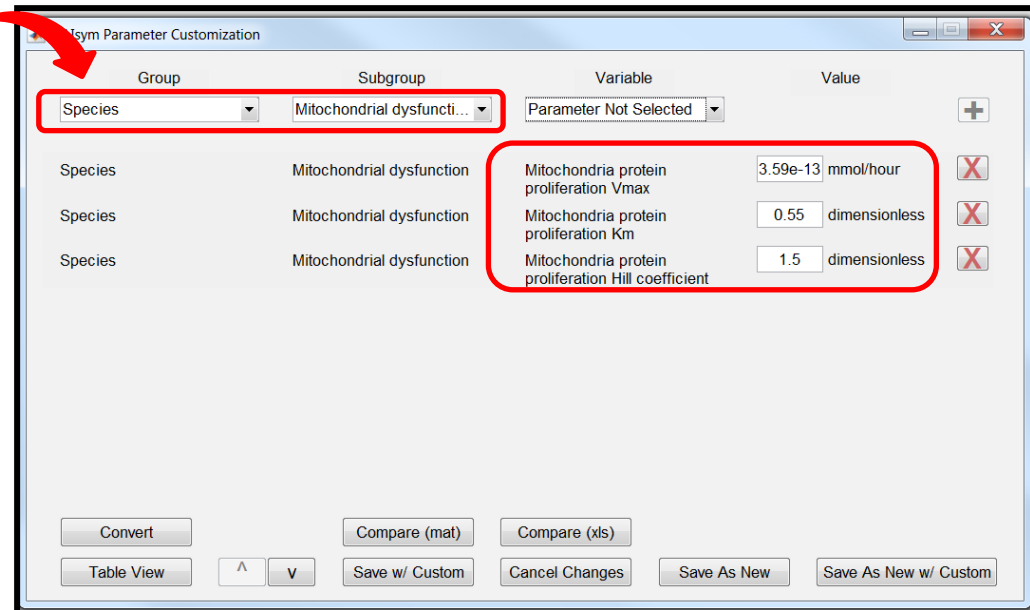 Isym Parameter Customization
Group Subgroup Variable Value
Species Mitochondrial dysfuncti... Parameter Not Selected +
Species Mitochondrial dysfunction Mitochondria protein 3.59e-13 mmol/hour X
proliferation Vmax
Species Mitochondrial dysfunction Mitochondria protein 0.55 dimensionless X
proliferation Km
Species Mitochondrial dysfunction Mitochondria protein 1.5 dimensionless X
proliferation Hill coefficient
Convert Compare (mat) Compare (xls)
Table View ^ v Save w/ Custom Cancel Changes Save As New Save As New w/ Custom